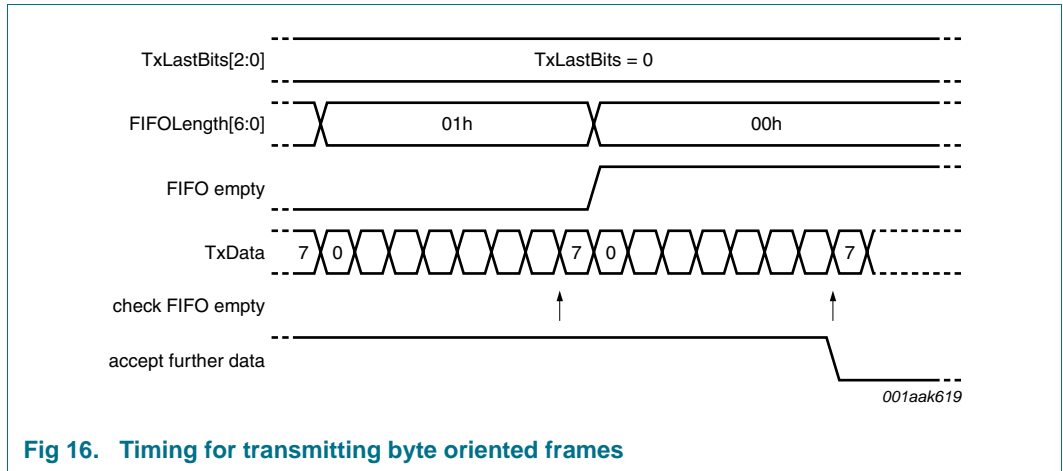 TxLastBits[2:0] TxLastBits = 0
FIFOLength[6:0] 01h 00h
FIFO empty
TxData 7 0 7 0 7
check FIFO empty
accept further data
001aak619
Fig 16. Timing for transmitting byte oriented frames